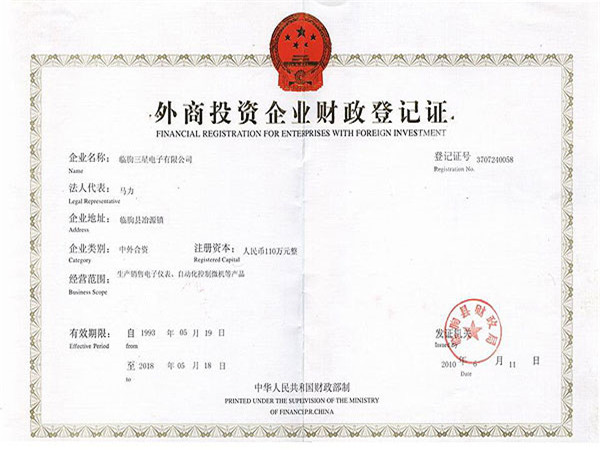 外商投资企业财政登记证
FINANCIAL REGISTRATION FOR ENTERPRISES WITH FOREIGN INVESTMENT
企业名称： 临朐三星电子有限公司 登记证号 3707240058
Name Registration No.
法人代表： 马力
Legal Representative
企业地址： 临朐县冶源镇
Address
企业类别： 中外合资 注册资本： 人民币110万元整
Category Registered Capital
经营范围： 生产销售电子仪表、自动化控制微机等产品
Business Scope
有效期限： 自 1993 年 05 月 19 日 发证机关
Effective Period from Issued by
至 2018 年 05 月 18 日 2010 年 6 月 11 日
to Date
临朐县财政局
中华人民共和国财政部制
PRINTED UNDER THE SUPERVISION OF THE MINISTRY
OF FINANCE P.R.CHINA